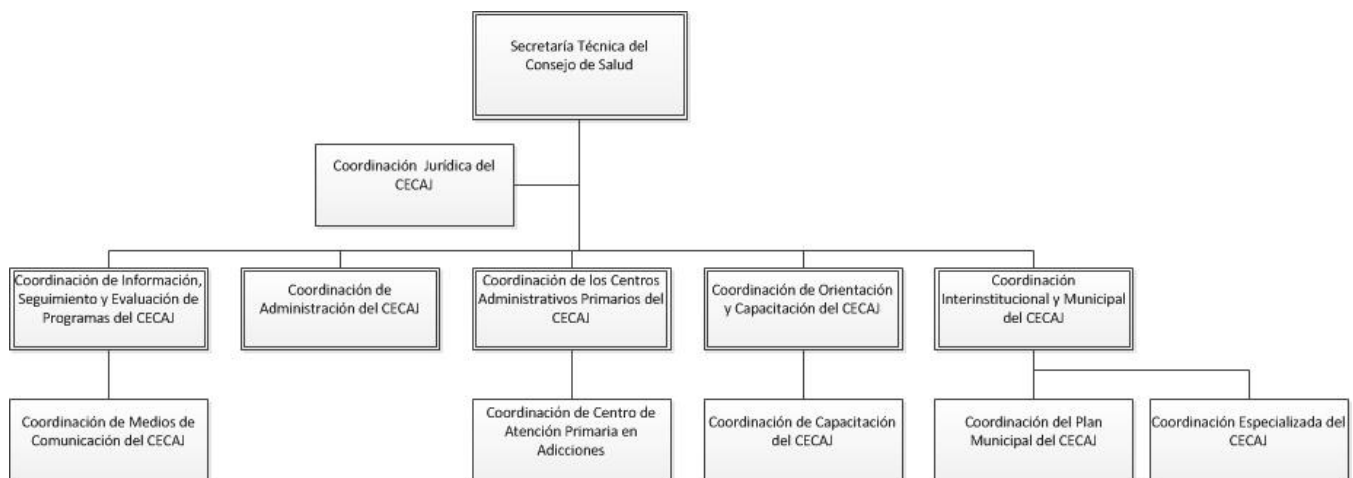 Secretaría Técnica del
Consejo de Salud
Coordinación Jurídica del
CECAJ
Coordinación de Información,
Seguimiento y Evaluación de
Programas del CECAJ
Coordinación de
Administración del CECAJ
Coordinación de los Centros
Administrativos Primarios del
CECAJ
Coordinación de Orientación
y Capacitación del CECAJ
Coordinación
Interinstitucional y Municipal
del CECAJ
Coordinación de Medios de
Comunicación del CECAJ
Coordinación de Centro de
Atención Primaria en
Adicciones
Coordinación de Capacitación
del CECAJ
Coordinación del Plan
Municipal del CECAJ
Coordinación Especializada del
CECAJ